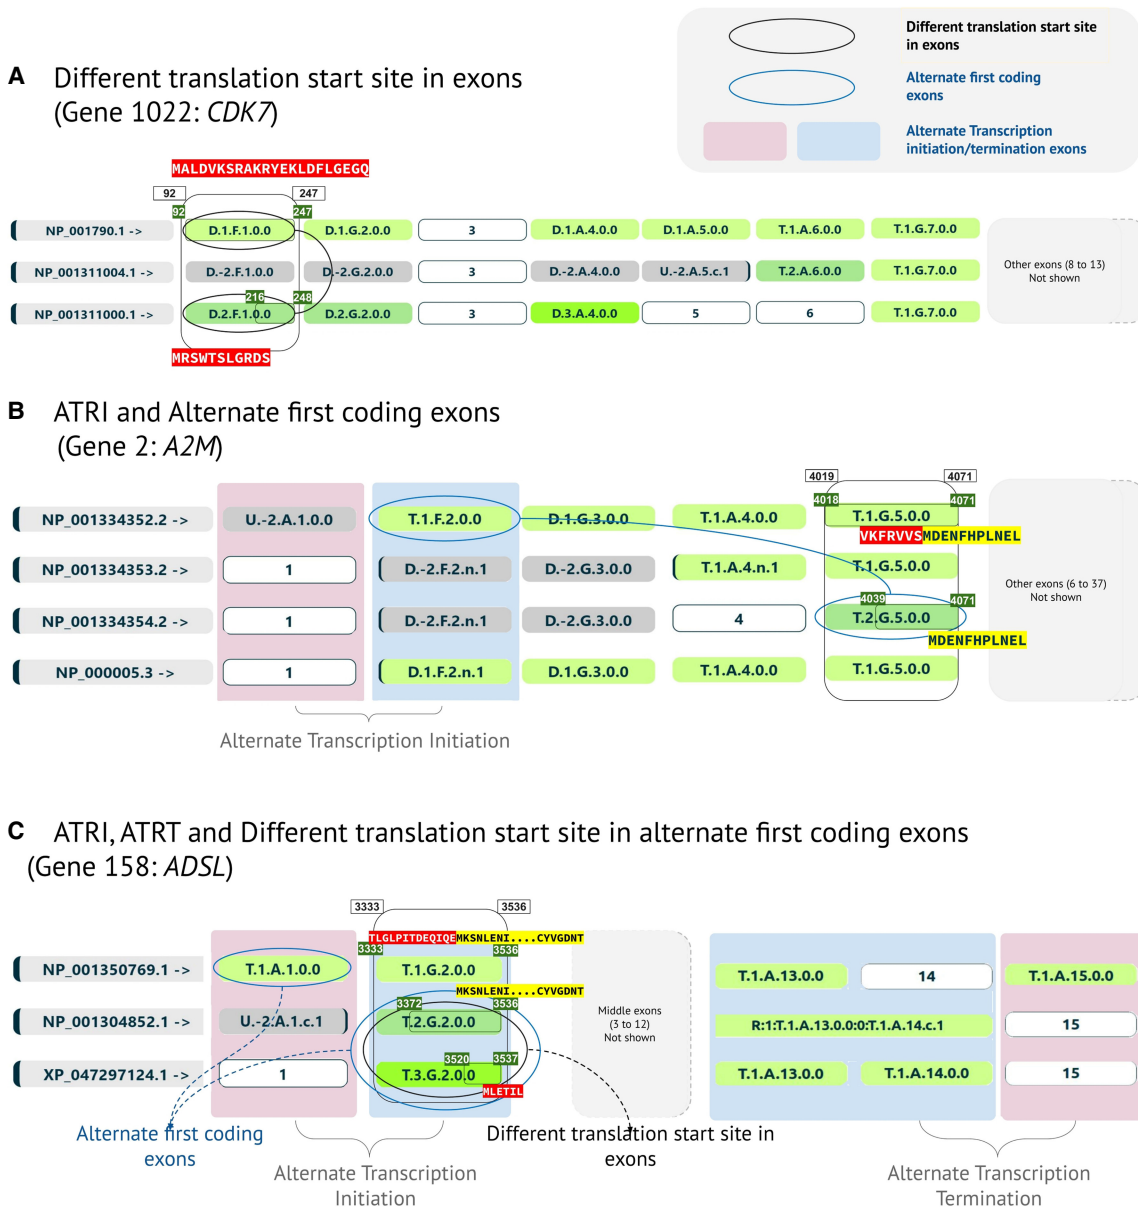 Different translation start site
in exons
Alternate first coding
exons
Alternate Transcription
initiation/termination exons
A Different translation start site in exons
(Gene 1022: CDK7)
MALDVKSRAKRYEKLDFLGEGQ
92 247
92 247
NP_001790.1 -> D.1.F.1.0.0 D.1.G.2.0.0 3 D.1.A.4.0.0 D.1.A.5.0.0 T.1.A.6.0.0 T.1.G.7.0.0
NP_001311004.1 -> D.-2.F.1.0.0 D.-2.G.2.0.0 3 D.-2.A.4.0.0 U.-2.A.5.c.1 T.2.A.6.0.0 T.1.G.7.0.0
Other exons (8 to 13)
Not shown
216 248
NP_001311000.1 -> D.2.F.1.0.0 D.2.G.2.0.0 3 D.3.A.4.0.0 5 6 T.1.G.7.0.0
MRSWTSLGRDS
B ATRI and Alternate first coding exons
(Gene 2: A2M)
4019 4071
4018 4071
NP_001334352.2 -> U.-2.A.1.0.0 T.1.F.2.0.0 D.1.G.3.0.0 T.1.A.4.0.0 T.1.G.5.0.0
VKFRVVSMDENFHPLNEL
NP_001334353.2 -> 1 D.-2.F.2.n.1 D.-2.G.3.0.0 T.1.A.4.n.1 T.1.G.5.0.0
Other exons (6 to 37)
Not shown
4039 4071
NP_001334354.2 -> 1 D.-2.F.2.n.1 D.-2.G.3.0.0 4 T.2.G.5.0.0
MDENFHPLNEL
NP_000005.3 -> 1 D.1.F.2.n.1 D.1.G.3.0.0 T.1.A.4.0.0 T.1.G.5.0.0
Alternate Transcription Initiation
C ATRI, ATRT and Different translation start site in alternate first coding exons
(Gene 158: ADSL)
3333 3536
TLGLPITDEQIQEMKSNLENI....CYVGDNT
3333 3536
NP_001350769.1 -> T.1.A.1.0.0 T.1.G.2.0.0 T.1.A.13.0.0 14 T.1.A.15.0.0
MKSNLENI....CYVGDNT
3372 3536
NP_001304852.1 -> U.-2.A.1.c.1 T.2.G.2.0.0 R:1:T.1.A.13.0.0:0:T.1.A.14.c.1 15
Middle exons
(3 to 12)
Not shown
3520 3537
XP_047297124.1 -> 1 T.3.G.2.0.0 T.1.A.13.0.0 T.1.A.14.0.0 15
MLETIL
Alternate first coding
exons
Different translation start site in
exons
Alternate Transcription
Initiation
Alternate Transcription
Termination